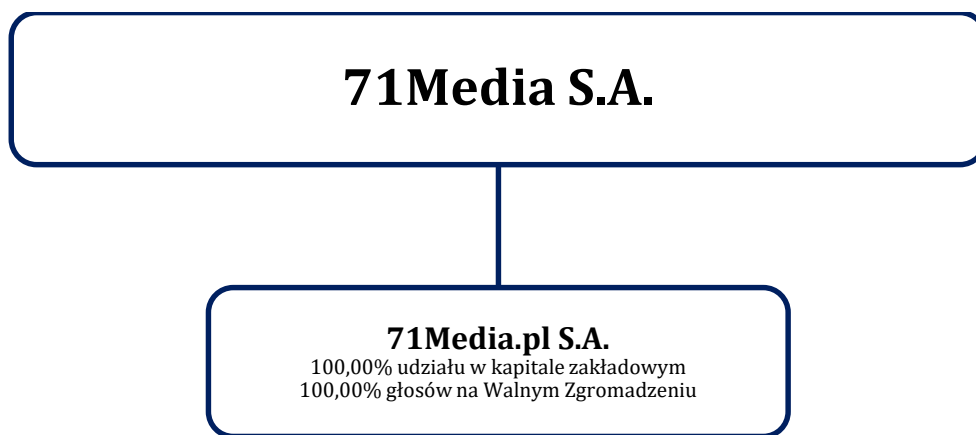 71Media S.A.
71Media.pl S.A.
100,00% udziału w kapitale zakładowym
100,00% głosów na Walnym Zgromadzeniu